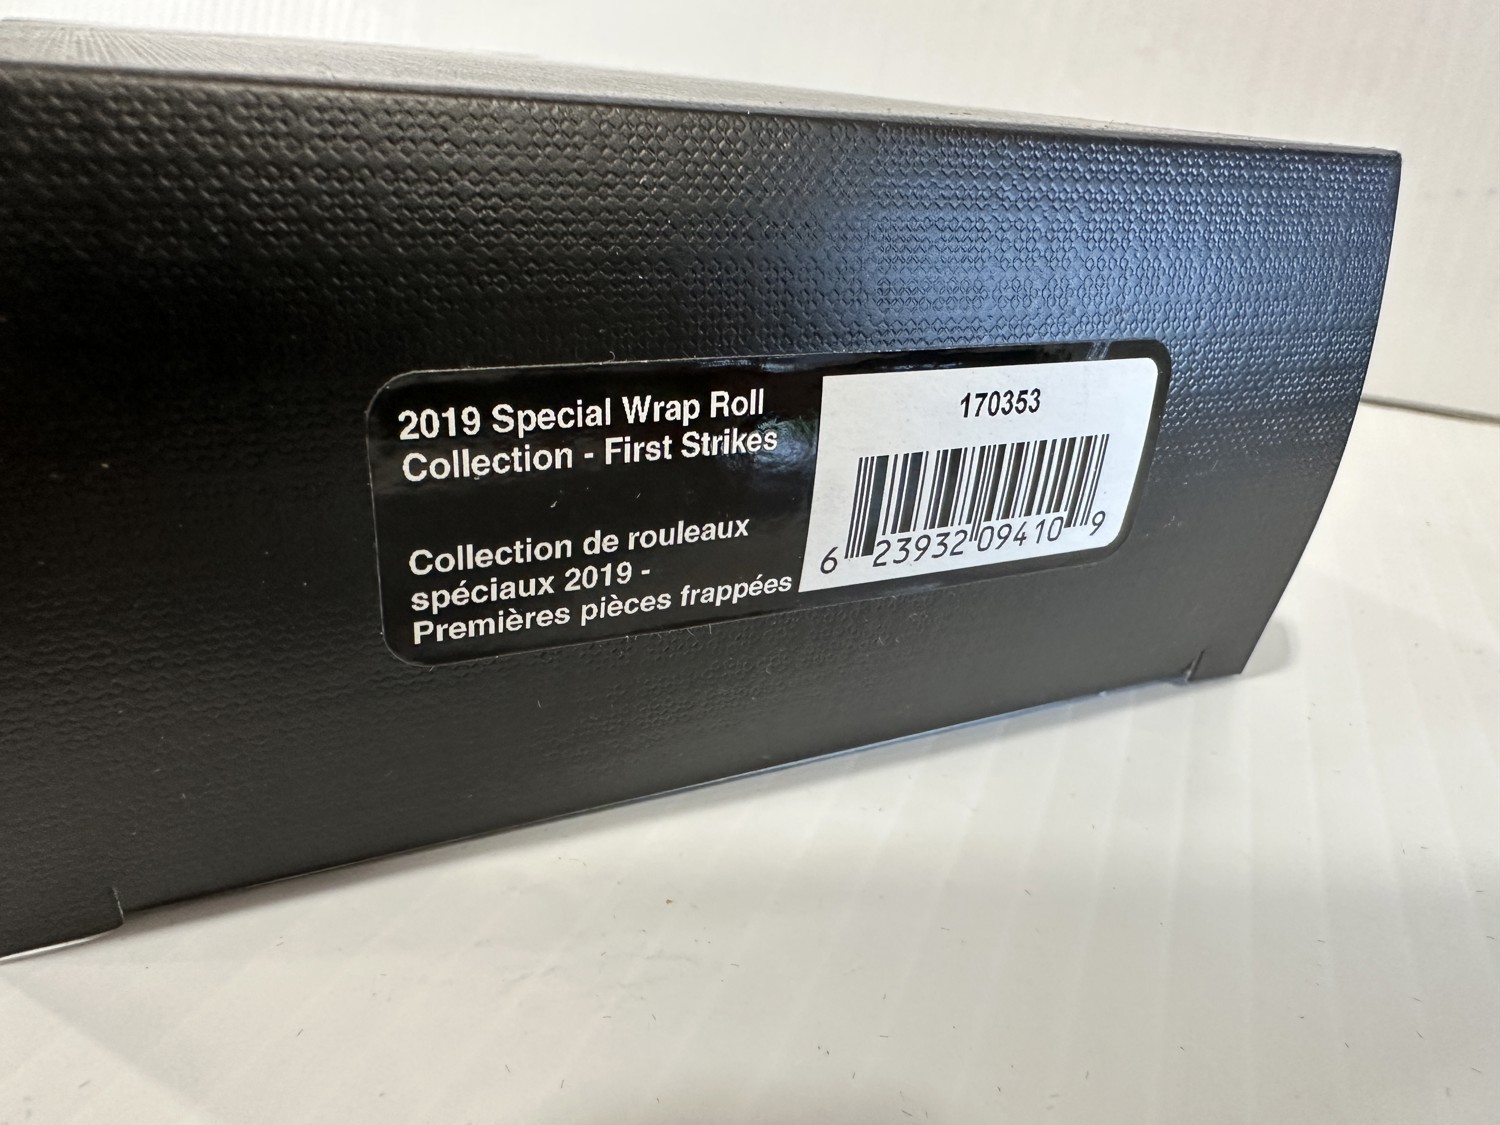 2019 Special Wrap Roll
Collection - First Strikes
Collection de rouleaux
spéciaux 2019 -
Premières pièces frappées
170353
6 23932 09410 9